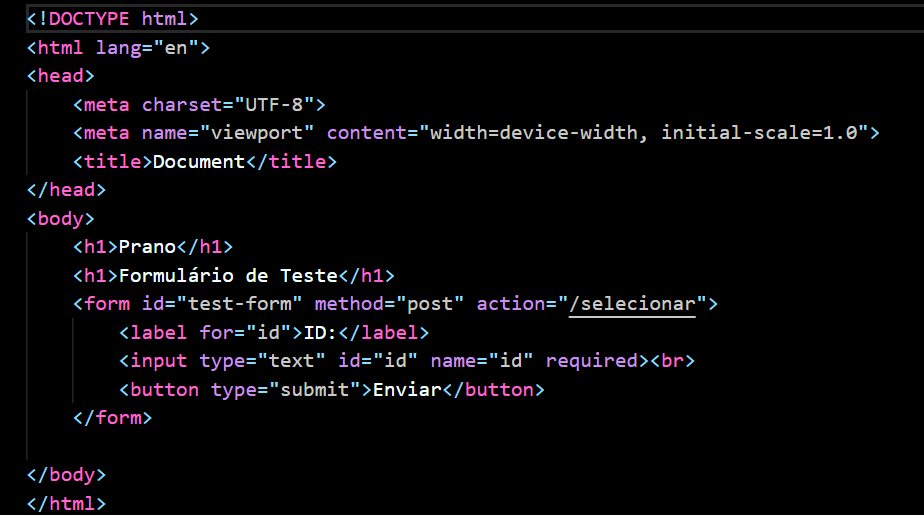 <!DOCTYPE html>
<html lang="en">
<head>
    <meta charset="UTF-8">
    <meta name="viewport" content="width=device-width, initial-scale=1.0">
    <title>Document</title>
</head>
<body>
    <h1>Prano</h1>
    <h1>Formulário de Teste</h1>
    <form id="test-form" method="post" action="/selecionar">
        <label for="id">ID:</label>
        <input type="text" id="id" name="id" required><br>
        <button type="submit">Enviar</button>
    </form>
</body>
</html>